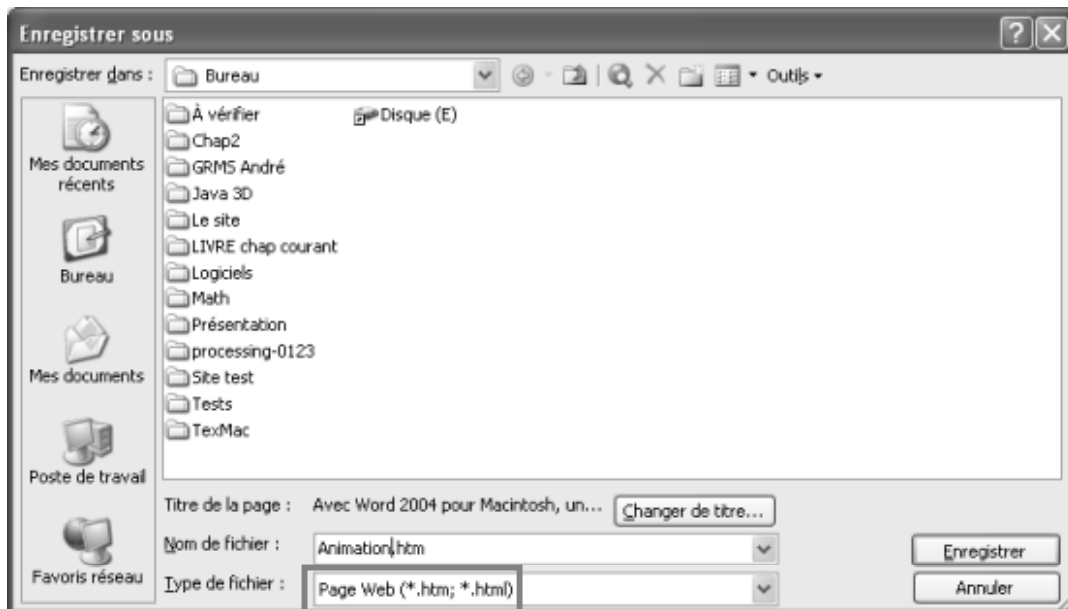 Enregistrer sous
Enregistrer dans :
Bureau
Outils
Mes documents
récents
Bureau
Mes documents
Poste de travail
Favoris réseau
À vérifier
Disque (E)
Chap2
GRMS André
Java 3D
Le site
LIVRE chap courant
Logiciels
Math
Présentation
processing-0123
Site test
Tests
TexMac
Titre de la page : Avec Word 2004 pour Macintosh, un... Changer de titre...
Nom de fichier : Animation.htm Enregistrer
Type de fichier : Page Web (*.htm; *.html) Annuler